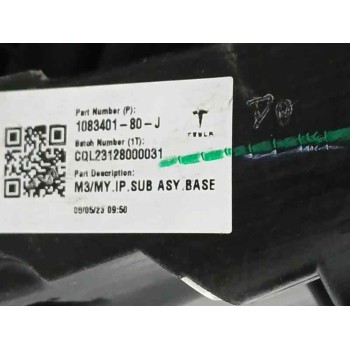 Part Number (P):
1083401-80-J
Batch Number (1T):
CQL23128000031
Part Description:
M3/MY.IP.SUB ASY.BASE
09/05/23 09:50
TESLA